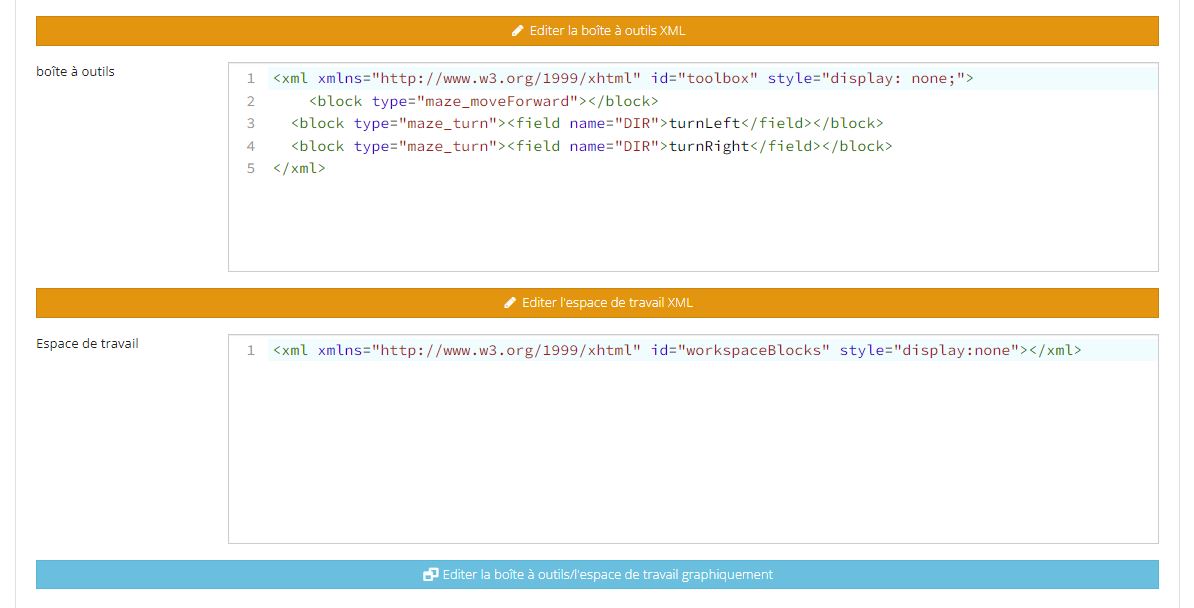 Editer la boîte à outils XML
boîte à outils
1 <xml xmlns="http://www.w3.org/1999/xhtml" id="toolbox" style="display: none;">
2     <block type="maze_moveForward"></block>
3   <block type="maze_turn"><field name="DIR">turnLeft</field></block>
4   <block type="maze_turn"><field name="DIR">turnRight</field></block>
5 </xml>
Editer l'espace de travail XML
Espace de travail
1 <xml xmlns="http://www.w3.org/1999/xhtml" id="workspaceBlocks" style="display:none"></xml>
Editer la boîte à outils/l'espace de travail graphiquement